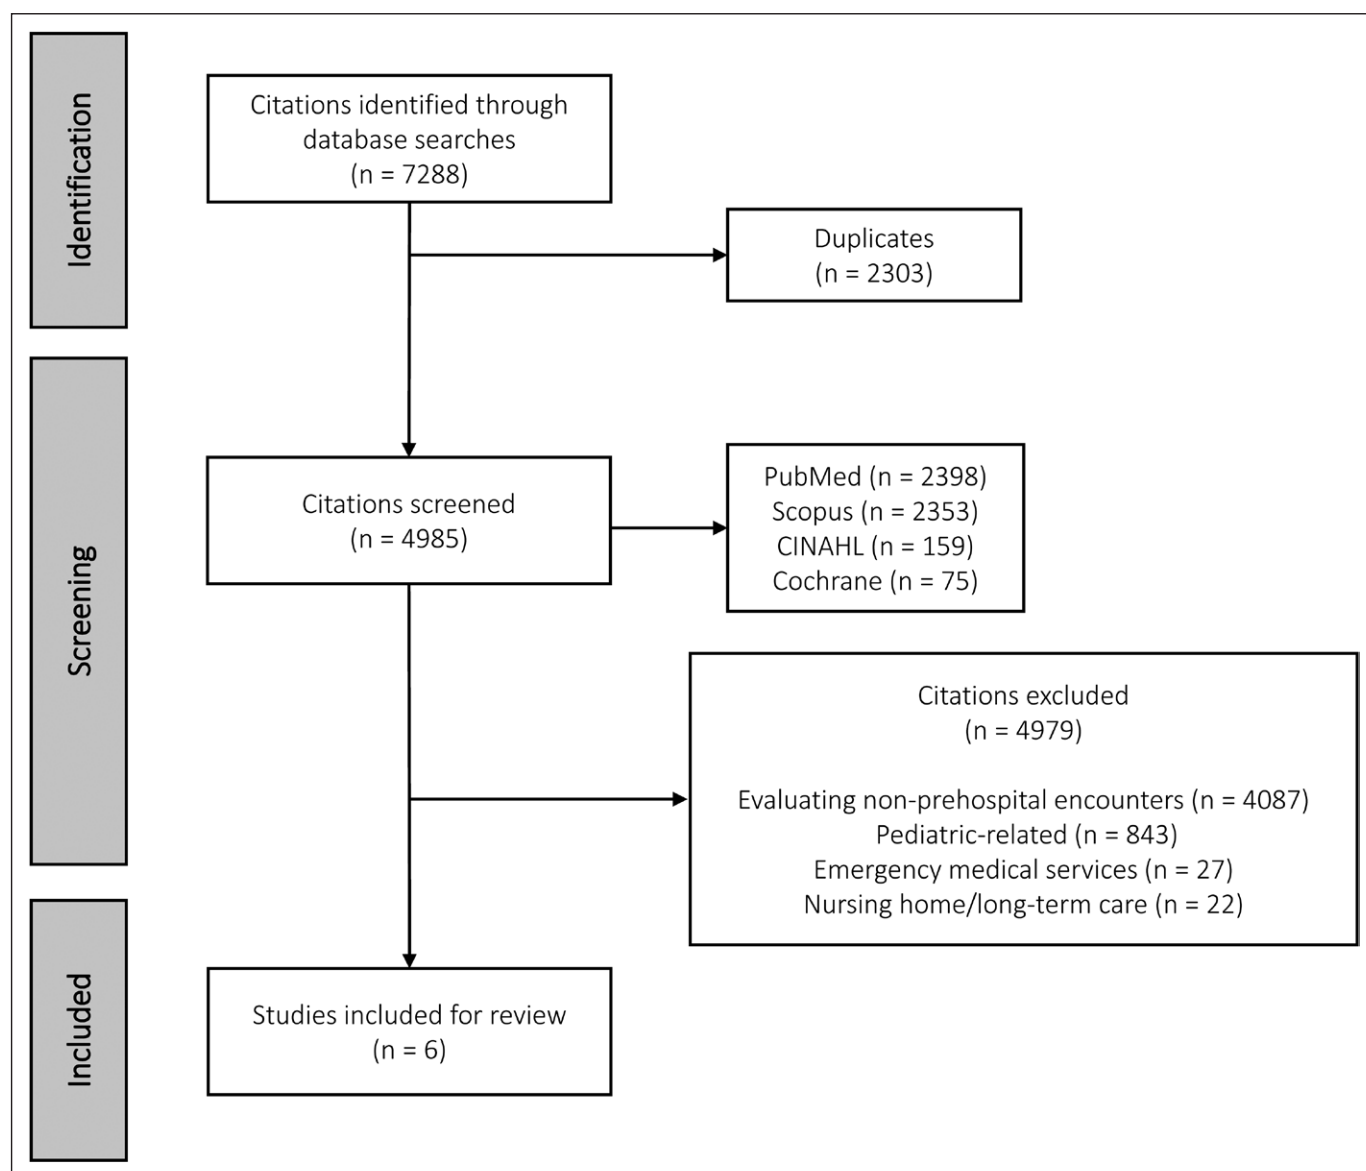 Identification
Citations identified through
database searches
(n = 7288)
Duplicates
(n = 2303)
Screening
Citations screened
(n = 4985)
PubMed (n = 2398)
Scopus (n = 2353)
CINAHL (n = 159)
Cochrane (n = 75)
Citations excluded
(n = 4979)
Evaluating non-prehospital encounters (n = 4087)
Pediatric-related (n = 843)
Emergency medical services (n = 27)
Nursing home/long-term care (n = 22)
Included
Studies included for review
(n = 6)